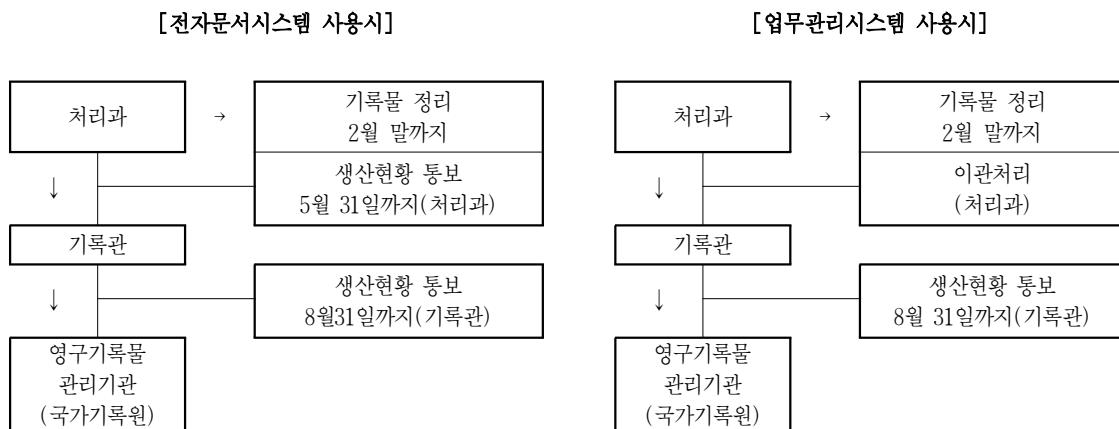 [전자문서시스템 사용시]
처리과
→
기록물 정리
2월 말까지
↓
생산현황 통보
5월 31일까지(처리과)
기록관
↓
생산현황 통보
8월31일까지(기록관)
영구기록물
관리기관
(국가기록원)
[업무관리시스템 사용시]
처리과
→
기록물 정리
2월 말까지
↓
이관처리
(처리과)
기록관
↓
생산현황 통보
8월 31일까지(기록관)
영구기록물
관리기관
(국가기록원)